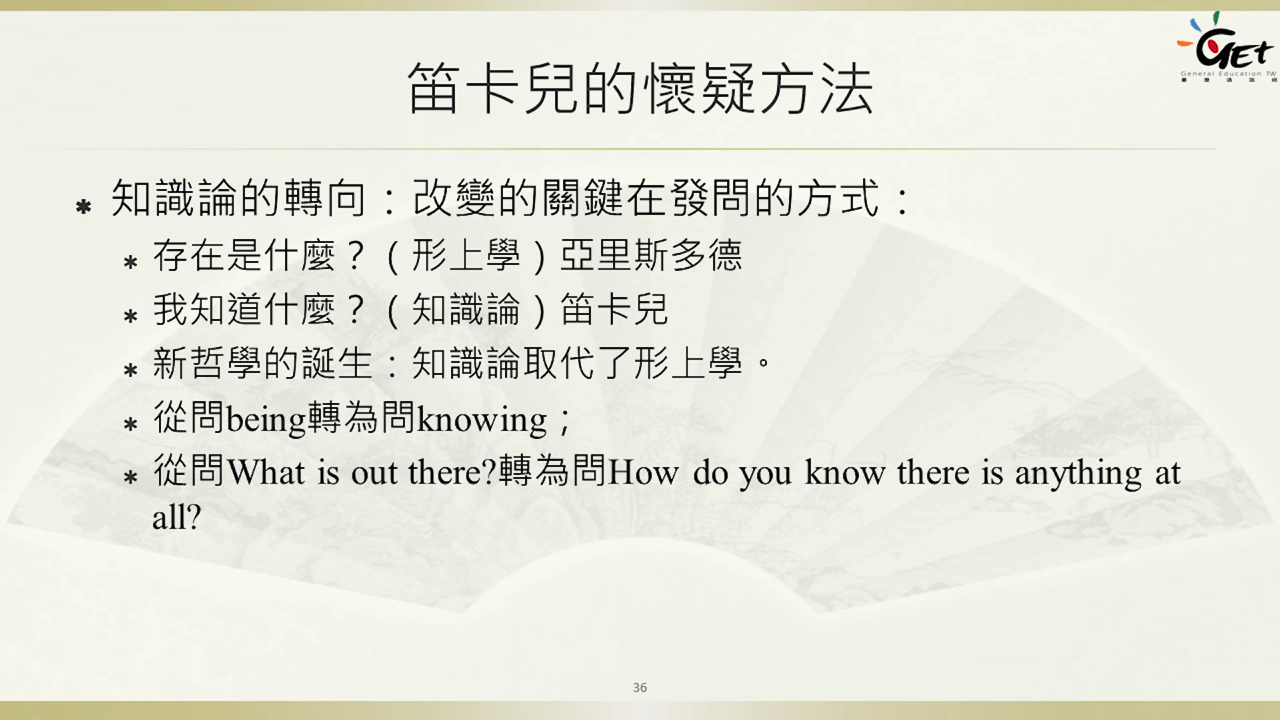 GEt
General Education TW
笛卡兒的懷疑方法
知識論的轉向：改變的關鍵在發問的方式：
存在是什麼？（形上學）亞里斯多德
我知道什麼？（知識論）笛卡兒
新哲學的誕生：知識論取代了形上學。
從問being轉為問knowing；
從問What is out there?轉為問How do you know there is anything at
all?
36